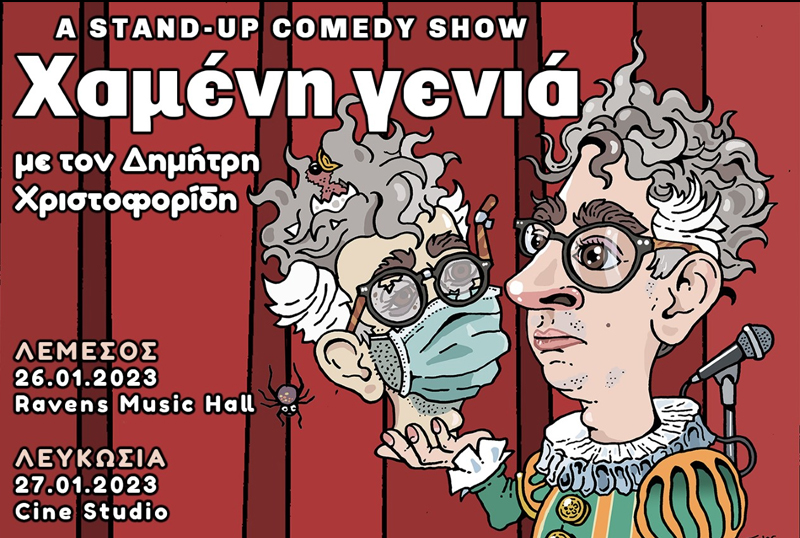 A STAND-UP COMEDY SHOW
Χαμένη γενιά
με τον Δημήτρη
Χριστοφορίδη
ΛΕΜΕΣΟΣ
26.01.2023
Ravens Music Hall
ΛΕΥΚΩΣΙΑ
27.01.2023
Cine Studio